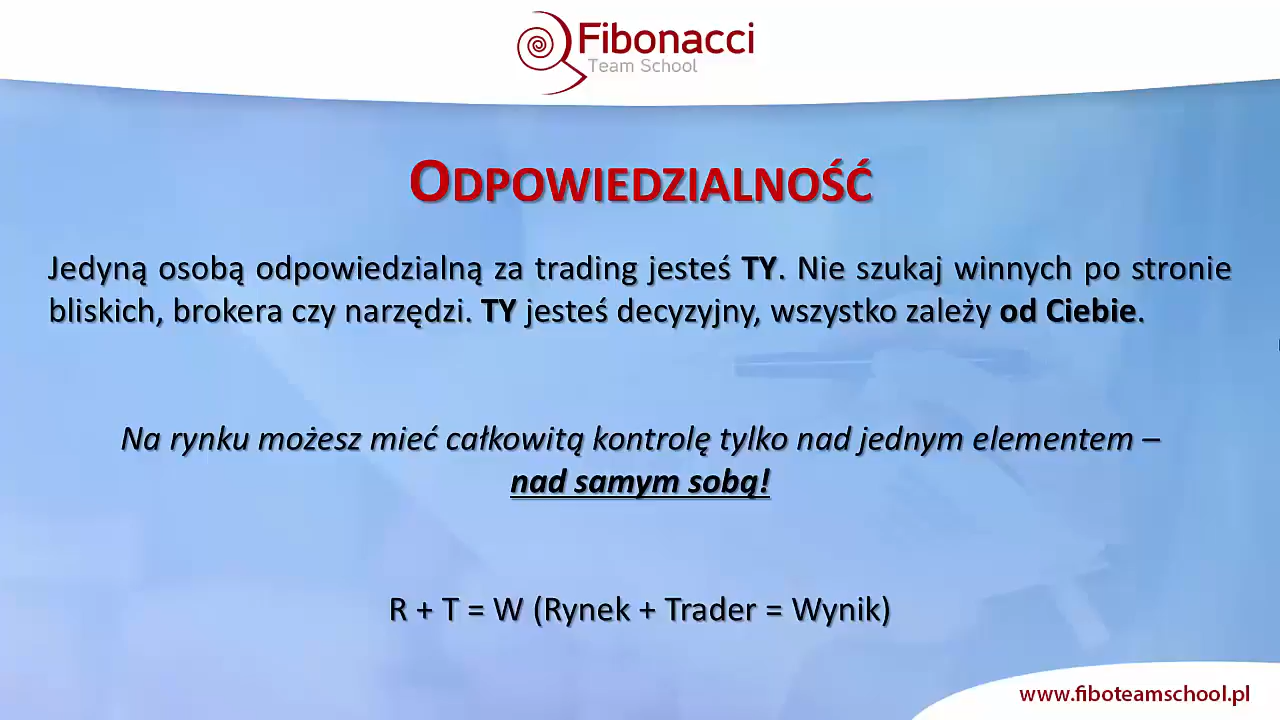 Fibonacci
Team School
ODPOWIEDZIALNOŚĆ
Jedyną osobą odpowiedzialną za trading jesteś TY. Nie szukaj winnych po stronie
bliskich, brokera czy narzędzi. TY jesteś decyzyjny, wszystko zależy od Ciebie.
Na rynku możesz mieć całkowitą kontrolę tylko nad jednym elementem –
nad samym sobą!
R + T = W (Rynek + Trader = Wynik)
www.fiboteamschool.pl